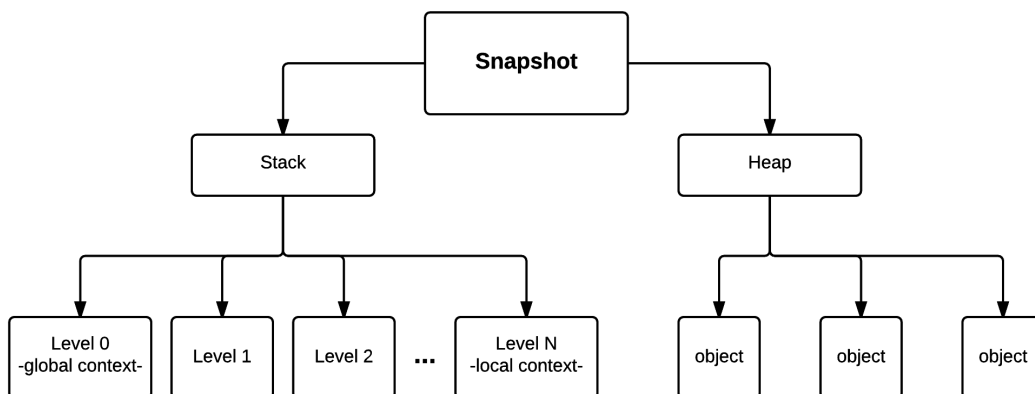 Snapshot
Stack
Heap
Level 0
-global context-
Level 1
Level 2
...
Level N
-local context-
object
object
object